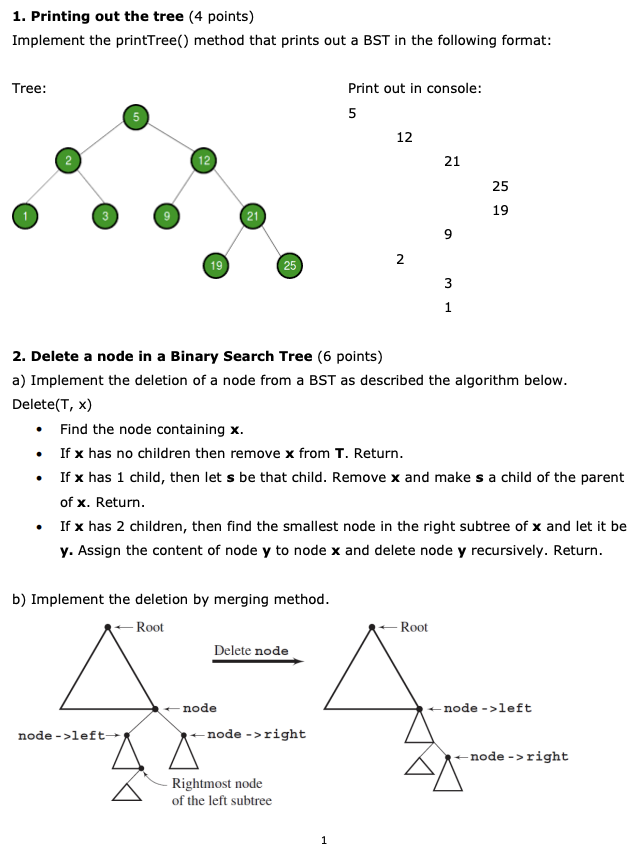 1. Printing out the tree (4 points)
Implement the printTree() method that prints out a BST in the following format:
Tree:
Print out in console:
5
2
12
1
3
9
21
19
25
5
12
21
25
19
9
2
3
1
2. Delete a node in a Binary Search Tree (6 points)
a) Implement the deletion of a node from a BST as described the algorithm below.
Delete(T, x)
• Find the node containing x.
• If x has no children then remove x from T. Return.
• If x has 1 child, then let s be that child. Remove x and make s a child of the parent
of x. Return.
• If x has 2 children, then find the smallest node in the right subtree of x and let it be
y. Assign the content of node y to node x and delete node y recursively. Return.
b) Implement the deletion by merging method.
Root
Delete node
Root
node
node->left
node ->right
Rightmost node
of the left subtree
node ->left
node ->right
1